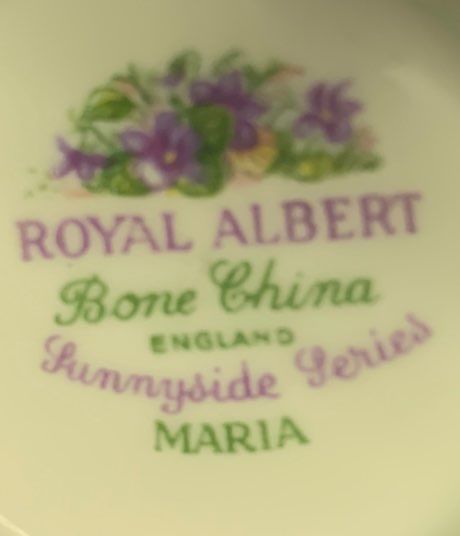 ROYAL ALBERT
Bone China
ENGLAND
Sunnyside Series
MARIA